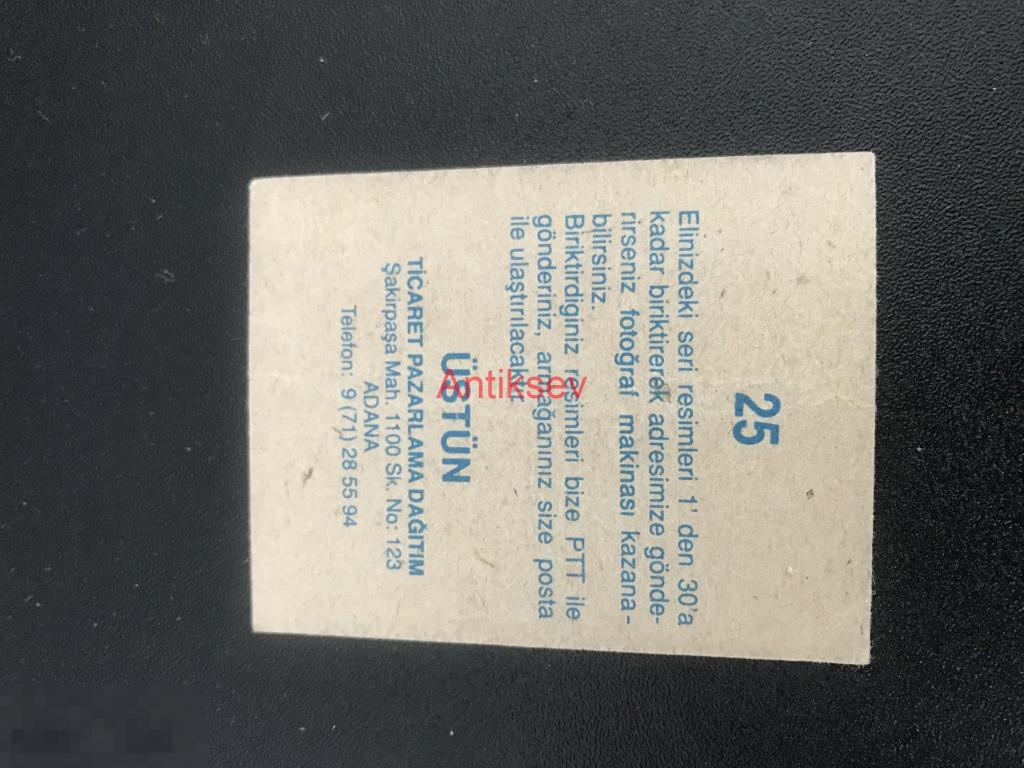 25
Elinizdeki seri resimleri 1' den 30'a
kadar biriktirerek adresimize gönde-
rirseniz fotoğraf makinası kazana-
bilirsiniz.
Biriktirdiginiz resimleri bize PTT ile
gönderiniz, armağanınız size posta
ile ulaştırılacaktır.
ÜSTÜN
TİCARET PAZARLAMA DAĞITIM
Şakirpaşa Mah. 1100 Sk. No: 123
ADANA
Telefon: 9 (71) 28 55 94
Antiksev